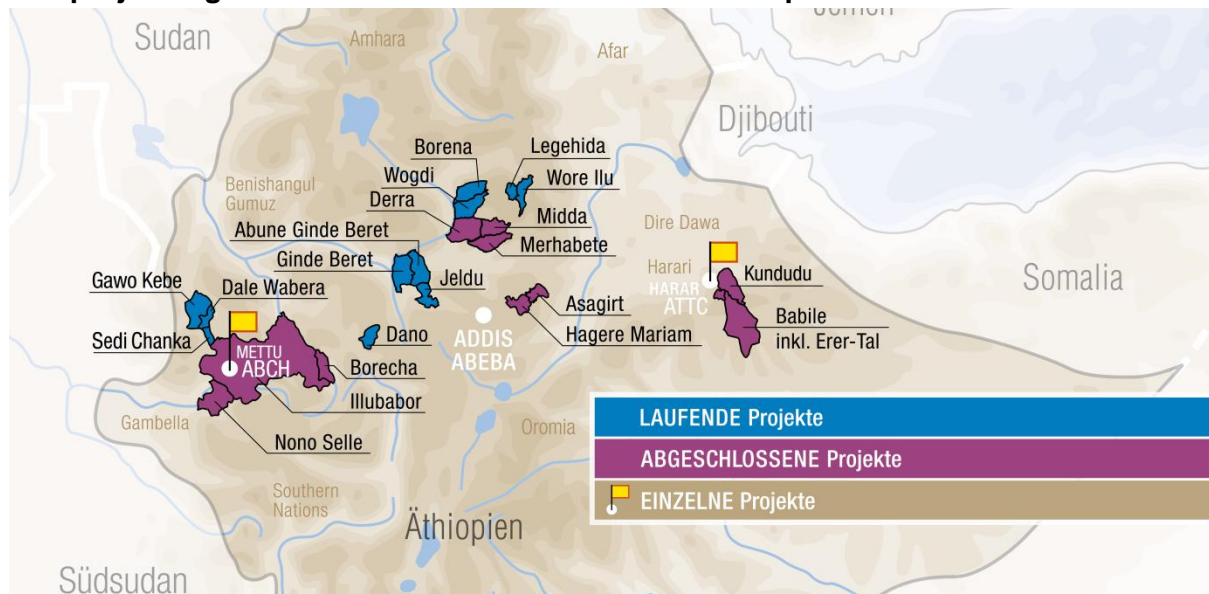 Jemen
Sudan
Amhara
Afar
Djibouti
Borena
Legehida
Wogdi
Wore Ilu
Benishangul
Gumuz
Derra
Midda
Abune Ginde Beret
Merhabete
Dire Dawa
Ginde Beret
Jeldu
Harari
Kundudu
Somalia
Gawo Kebe
Dale Wabera
HARAR
ATTC
Asagirt
Babile
inkl. Erer-Tal
Sedi Chanka
METTU
ABCH
Dano
ADDIS
ABEBA
Hagere Mariam
Borecha
Illubabor
Gambella
Nono Selle
Oromia
LAUFENDE Projekte
ABGESCHLOSSENE Projekte
EINZELNE Projekte
Southern
Nations
Äthiopien
Südsudan